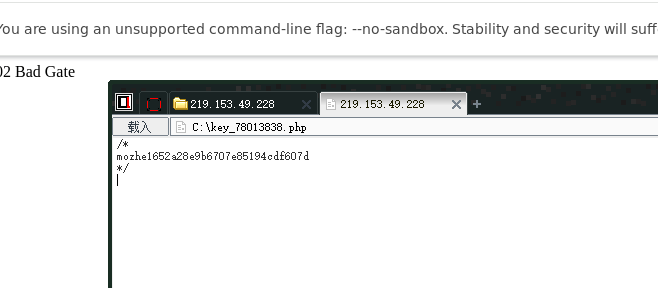 You are using an unsupported command-line flag: --no-sandbox. Stability and security will suff
02 Bad Gate
219.153.49.228
219.153.49.228
载入
C:\key_78013838.php
/*
mozhe1652a28e9b6707e85194cdf607d
*/